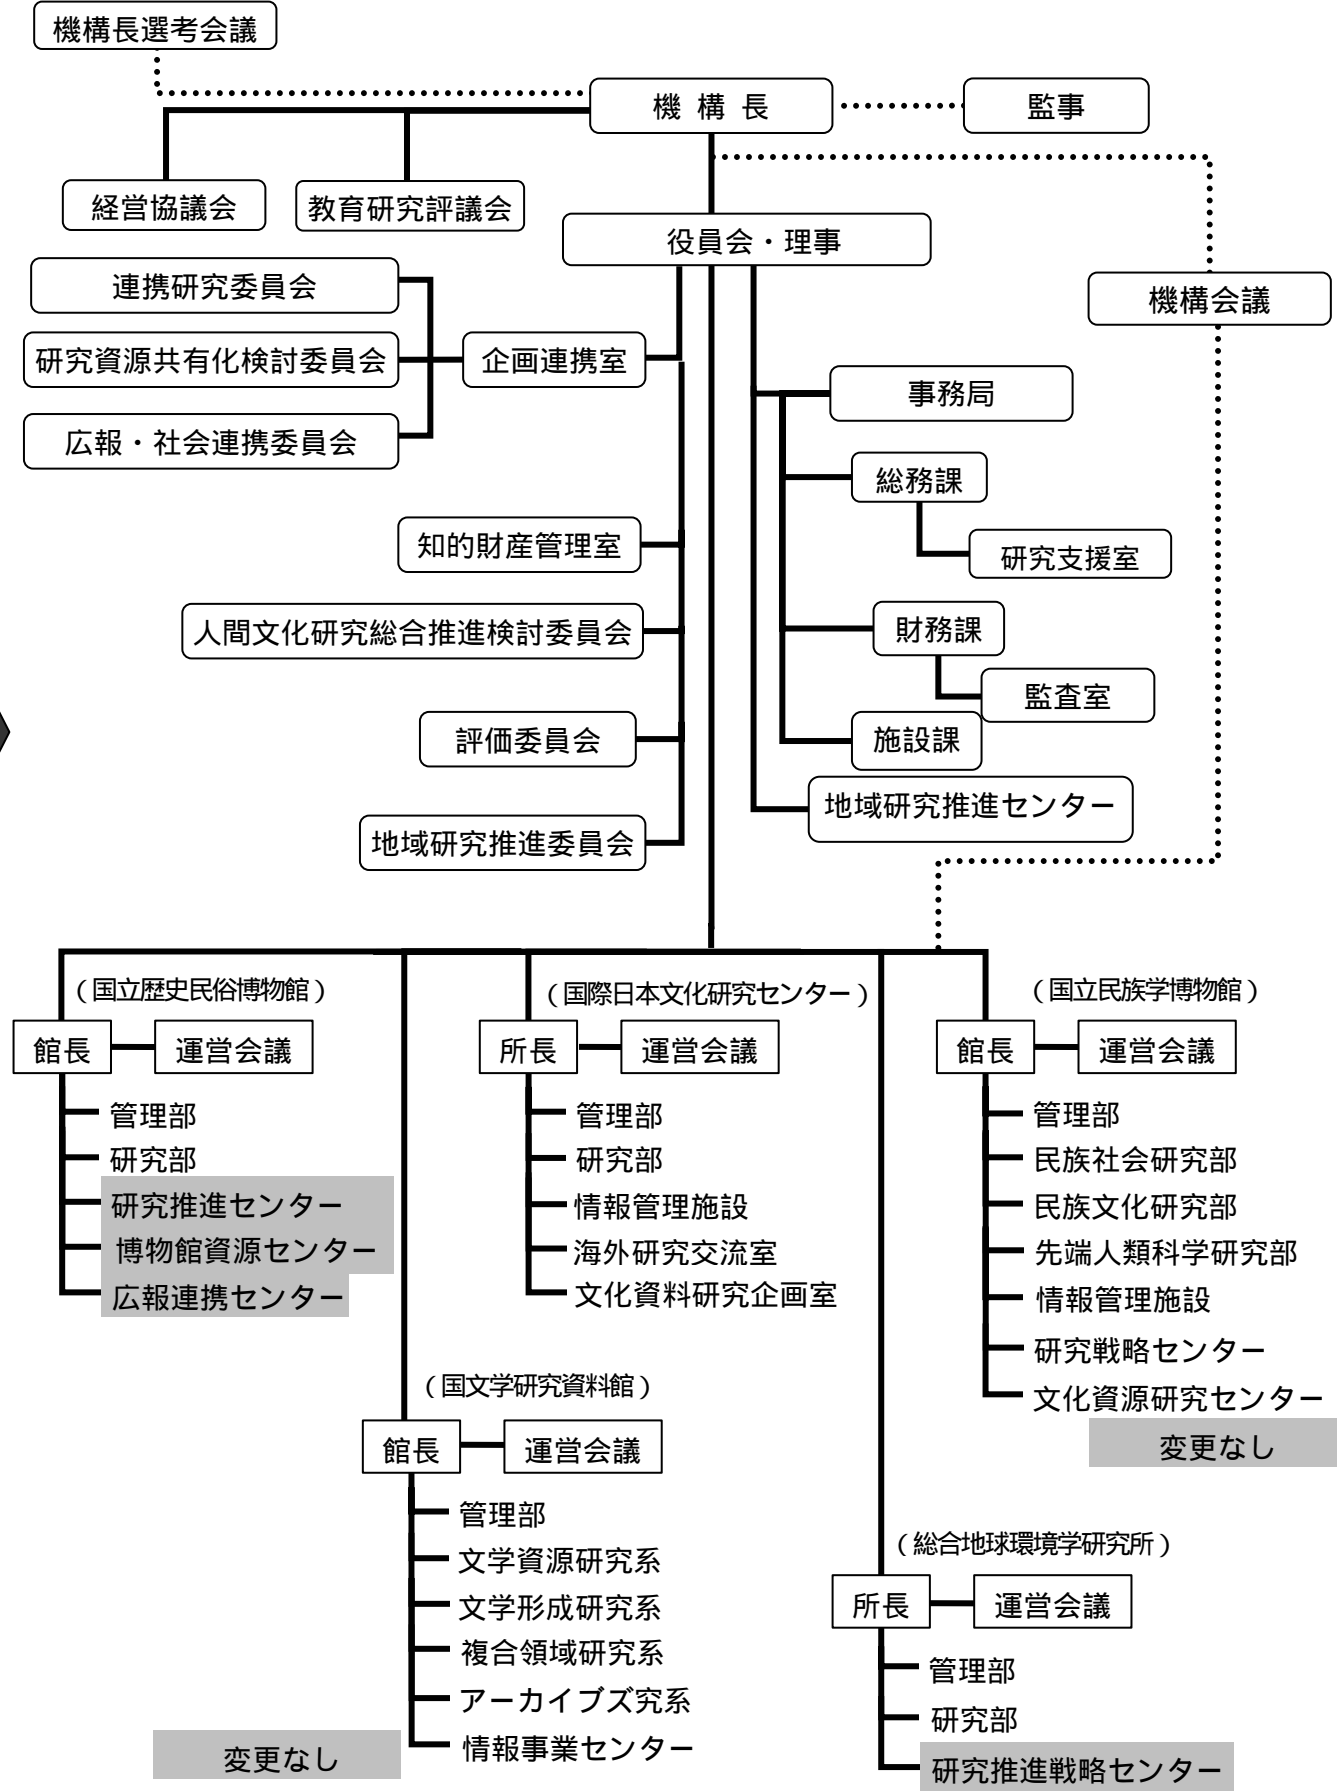 機構長選考会議
機 構 長
監事
経営協議会
教育研究評議会
役員会・理事
連携研究委員会
機構会議
研究資源共有化検討委員会
企画連携室
事務局
広報・社会連携委員会
総務課
知的財産管理室
研究支援室
人間文化研究総合推進検討委員会
財務課
監査室
評価委員会
施設課
地域研究推進センター
地域研究推進委員会
（国立歴史民俗博物館）
館長
運営会議
管理部
研究部
研究推進センター
博物館資源センター
広報連携センター
（国際日本文化研究センター）
所長
運営会議
管理部
研究部
情報管理施設
海外研究交流室
文化資料研究企画室
（国立民族学博物館）
館長
運営会議
管理部
民族社会研究部
民族文化研究部
先端人類科学研究部
情報管理施設
研究戦略センター
文化資源研究センター
変更なし
（国文学研究資料館）
館長
運営会議
管理部
文学資源研究系
文学形成研究系
複合領域研究系
アーカイブズ究系
情報事業センター
変更なし
（総合地球環境学研究所）
所長
運営会議
管理部
研究部
研究推進戦略センター